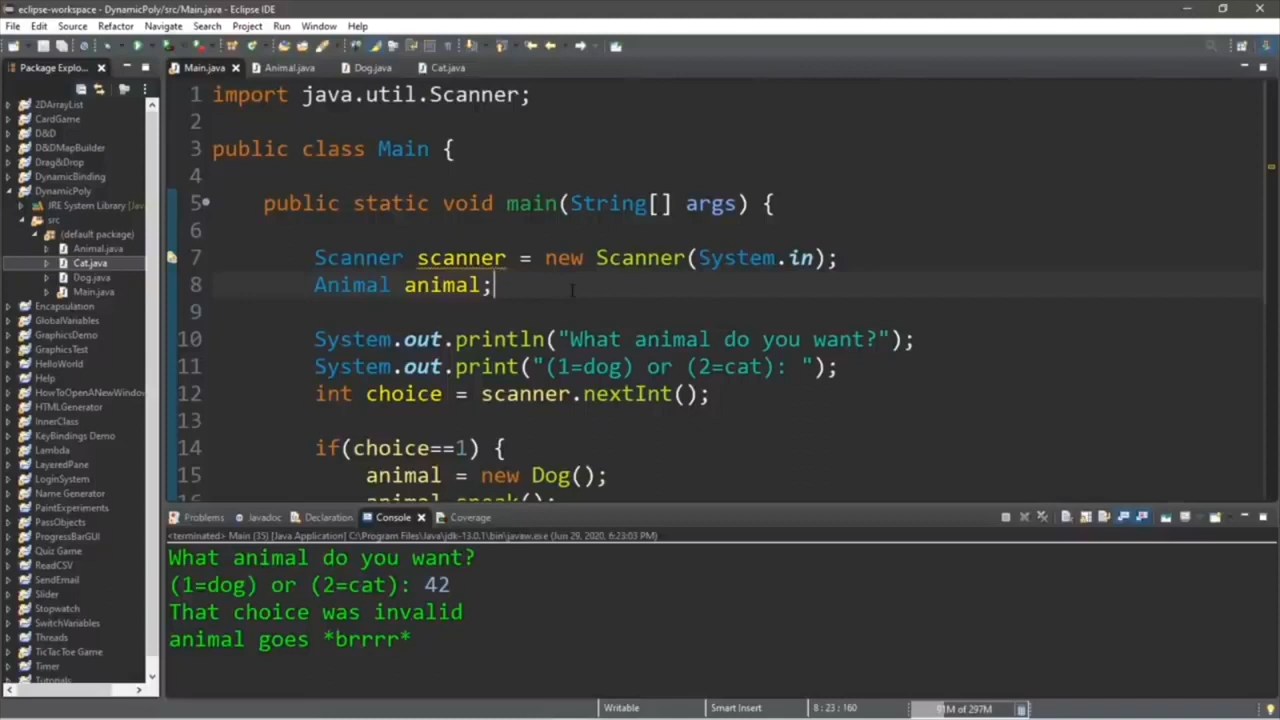 eclipse-workspace - DynamicPoly/src/Main.java - Eclipse IDE
File Edit Source Refactor Navigate Search Project Run Window Help
Package Explo...
Main.java Animal.java Dog.java Cat.java
2DArrayList
CardGame
D&D
D&DMapBuilder
Drag&Drop
DynamicBinding
DynamicPoly
JRE System Library [Jav
src
(default package)
Animal.java
Cat.java
Dog.java
Main.java
Encapsulation
GlobalVariables
GraphicsDemo
GraphicsTest
HelloWorld
Help
HowToOpenANewWindow
HTMLGenerator
InnerClass
KeyBindings Demo
Lambda
LayeredPane
LoginSystem
Name Generator
PaintExperiments
PassObjects
ProgressBarGUI
Quiz Game
ReadCSV
SendEmail
Slider
Stopwatch
SwitchVariables
Threads
TicTacToe Game
Timer
Tutorials
1 import java.util.Scanner;
2
3 public class Main {
4
5 public static void main(String[] args) {
6
7 Scanner scanner = new Scanner(System.in);
8 Animal animal;
9
10 System.out.println("What animal do you want?");
11 System.out.print("(1=dog) or (2=cat): ");
12 int choice = scanner.nextInt();
13
14 if(choice==1) {
15 animal = new Dog();
16 animal.speak();
Problems Javadoc Declaration Console Coverage
<terminated> Main (35) [Java Application] C:\Program Files\Java\jdk-13.0.1\bin\javaw.exe (Jun 29, 2020, 6:23:03 PM)
What animal do you want?
(1=dog) or (2=cat): 42
That choice was invalid
animal goes *brrrr*
Writable Smart Insert 8 : 23 : 160 91M of 297M